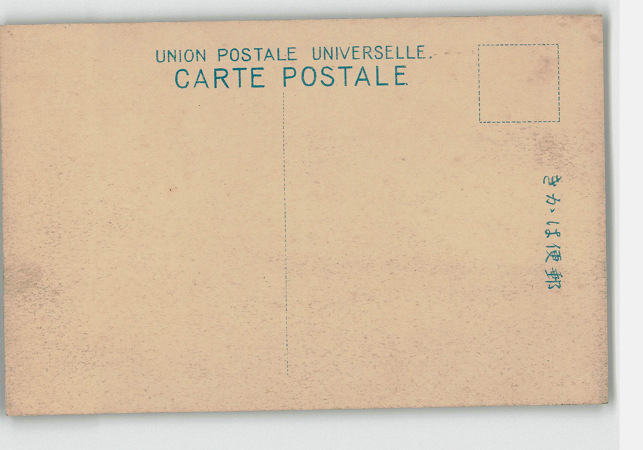 UNION POSTALE UNIVERSELLE.
CARTE POSTALE
郵便はがき